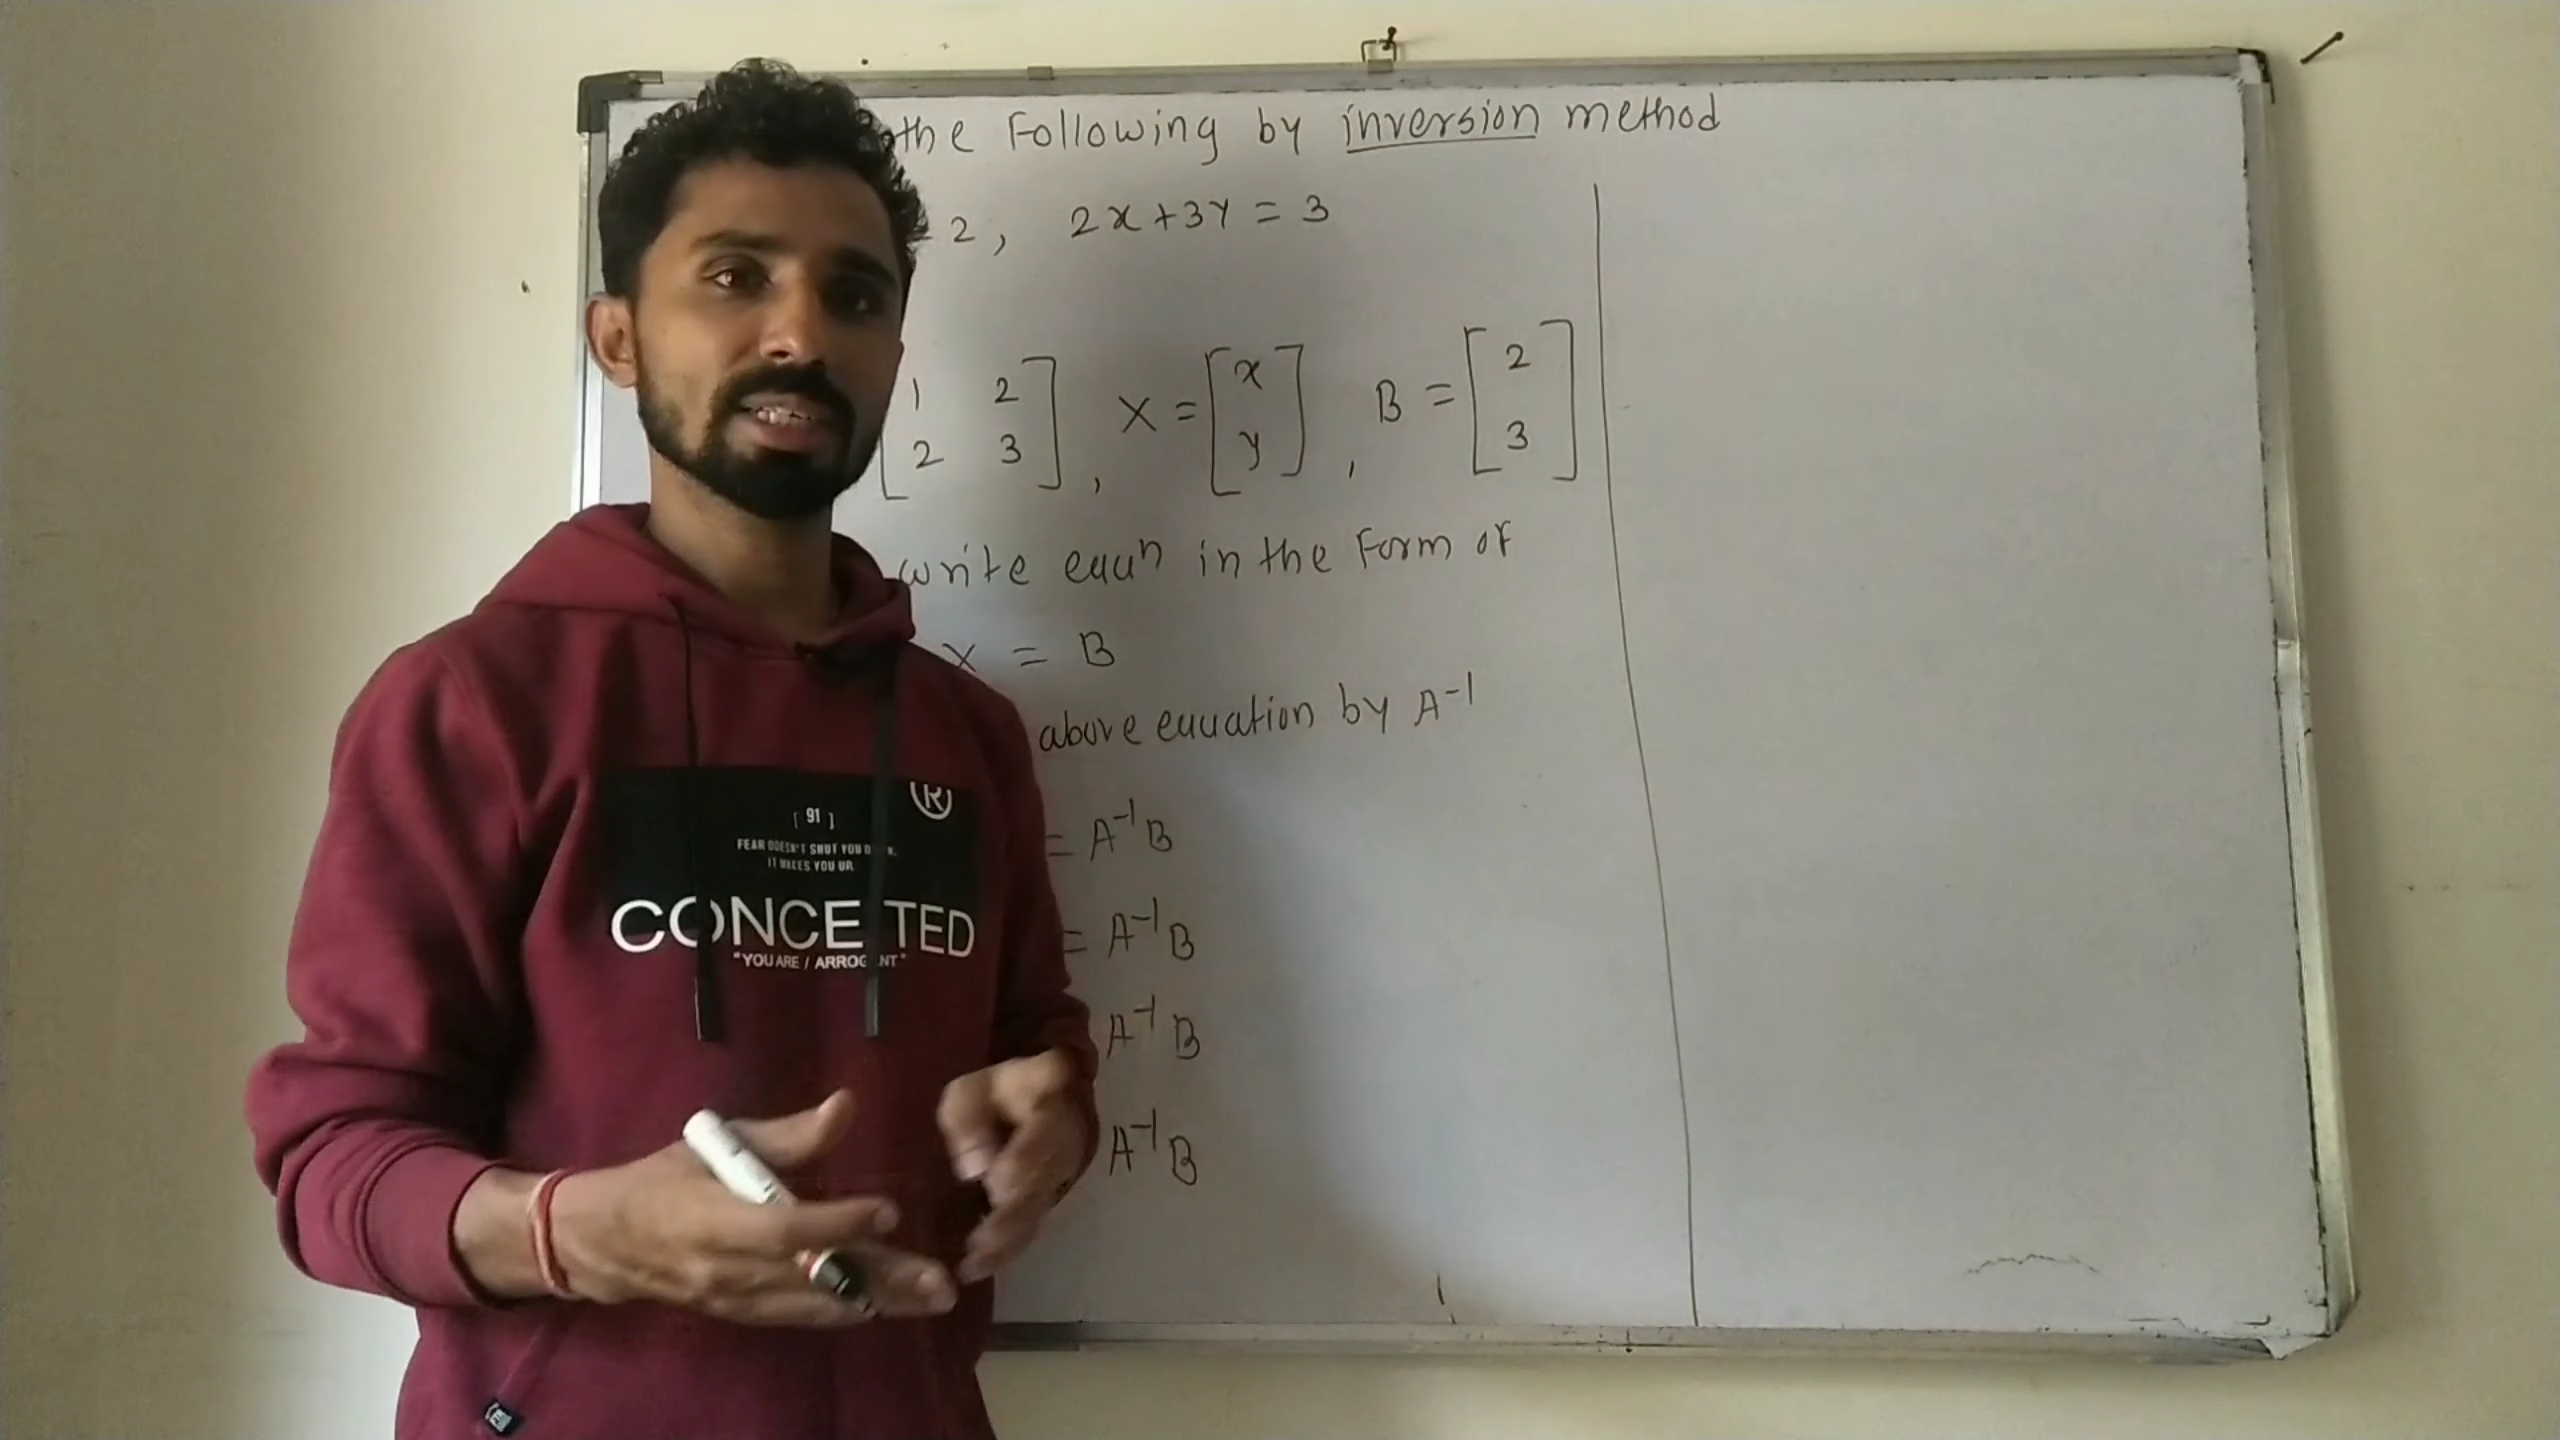 the Following by inversion method
2, 2x+3y = 3
1 2
2 3 , X = [x y] , B = [2 3]
write equn in the Form of
X = B
above equation by A⁻¹
= A⁻¹B
= A⁻¹B
A⁻¹B
A⁻¹B
R
[ 91 ]
FEAR DOESN'T SHUT YOU
IT WAKES YOU UP.
CONCE TED
"YOU ARE / ARROG NT"